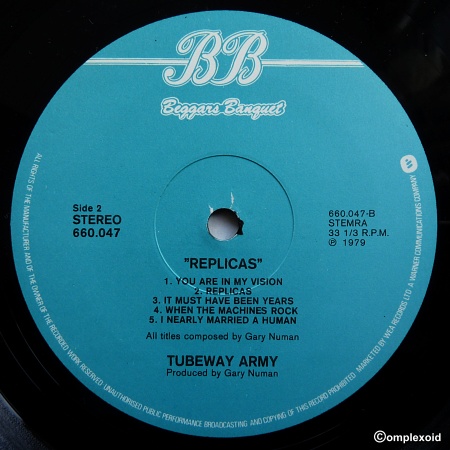 BB
Beggars Banquet
Side 2
STEREO
660.047
660.047-B
STEMRA
33 1/3 R.P.M.
℗ 1979
"REPLICAS"
1. YOU ARE IN MY VISION
2. REPLICAS
3. IT MUST HAVE BEEN YEARS
4. WHEN THE MACHINES ROCK
5. I NEARLY MARRIED A HUMAN
All titles composed by Gary Numan
TUBEWAY ARMY
Produced by Gary Numan
ALL RIGHTS OF THE MANUFACTURER AND OF THE OWNER OF THE RECORDED WORK RESERVED UNAUTHORISED PUBLIC PERFORMANCE BROADCASTING AND COPYING OF THIS RECORD PROHIBITED. MARKETED BY WEA RECORDS LTD. A WARNER COMMUNICATIONS COMPANY
©omplexoid